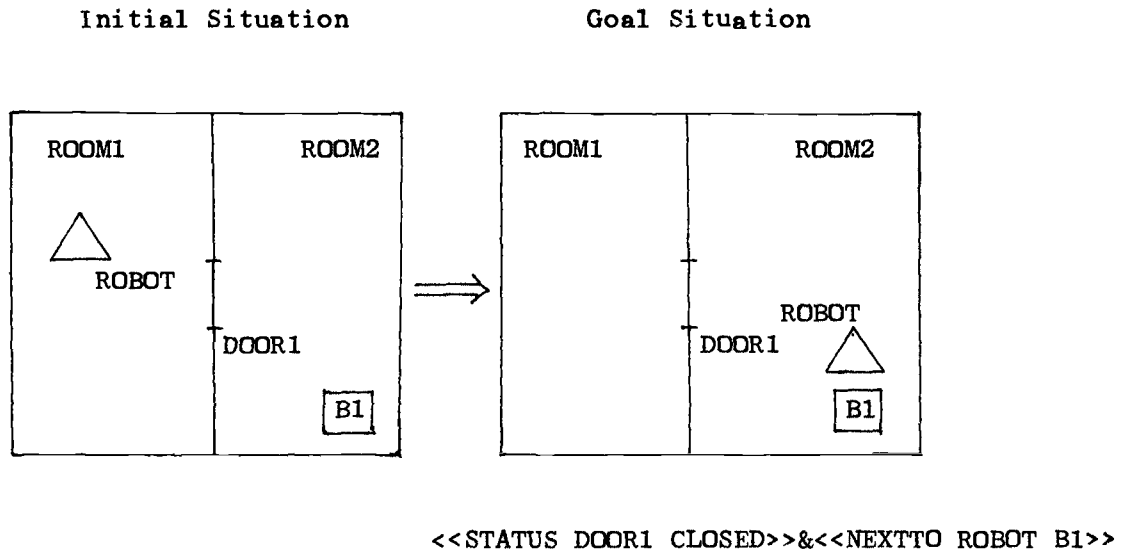 Initial Situation
Goal Situation
ROOM1
ROOM2
ROBOT
DOOR1
B1
ROOM1
ROOM2
ROBOT
DOOR1
B1
<<STATUS DOOR1 CLOSED>>&<<NEXTTO ROBOT B1>>